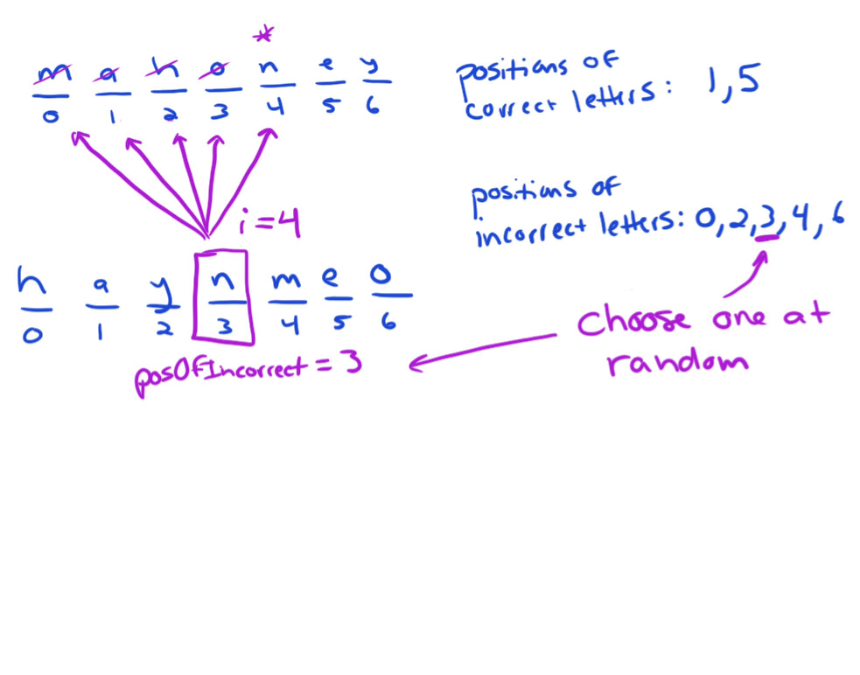 *
m a h o n e y
0 1 2 3 4 5 6
positions of
correct letters: 1,5
i=4
positions of
incorrect letters: 0,2,3,4,6
h a y n m e o
0 1 2 3 4 5 6
posOfIncorrect = 3
choose one at
random